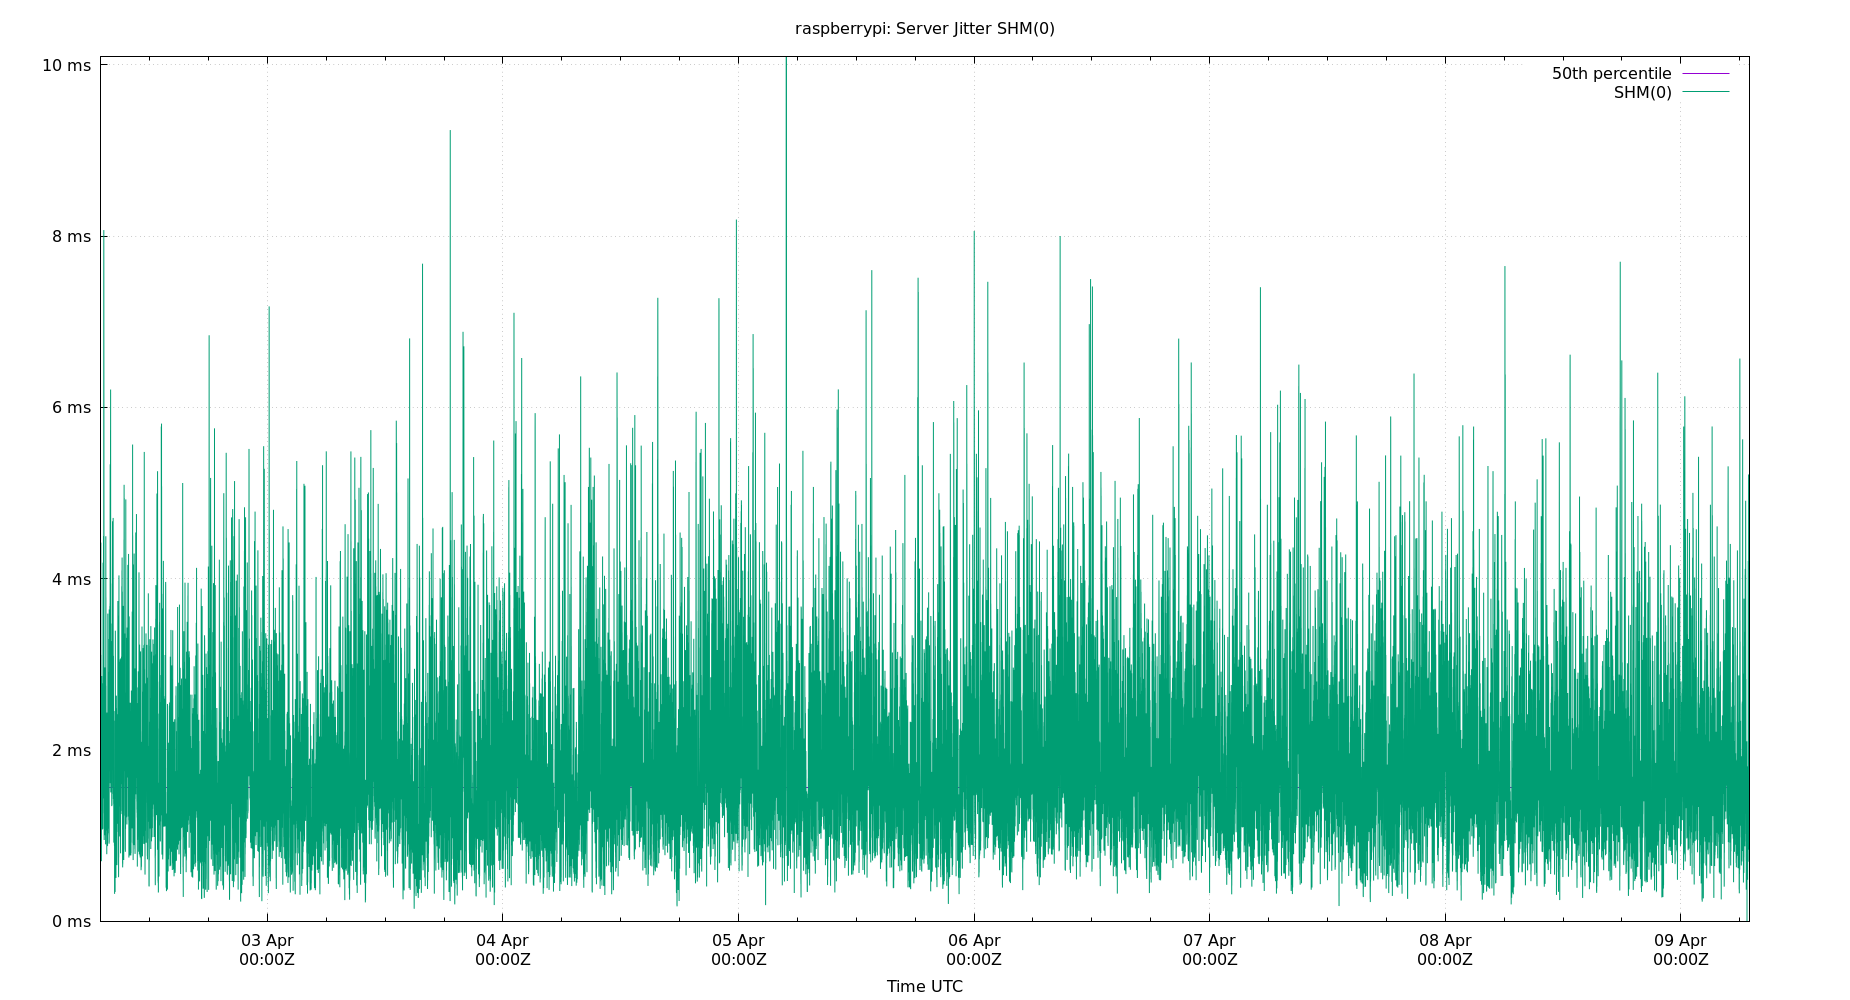 raspberrypi: Server Jitter SHM(0)
10 ms
8 ms
6 ms
4 ms
2 ms
0 ms
50th percentile
SHM(0)
03 Apr
00:00Z
04 Apr
00:00Z
05 Apr
00:00Z
06 Apr
00:00Z
07 Apr
00:00Z
08 Apr
00:00Z
09 Apr
00:00Z
Time UTC